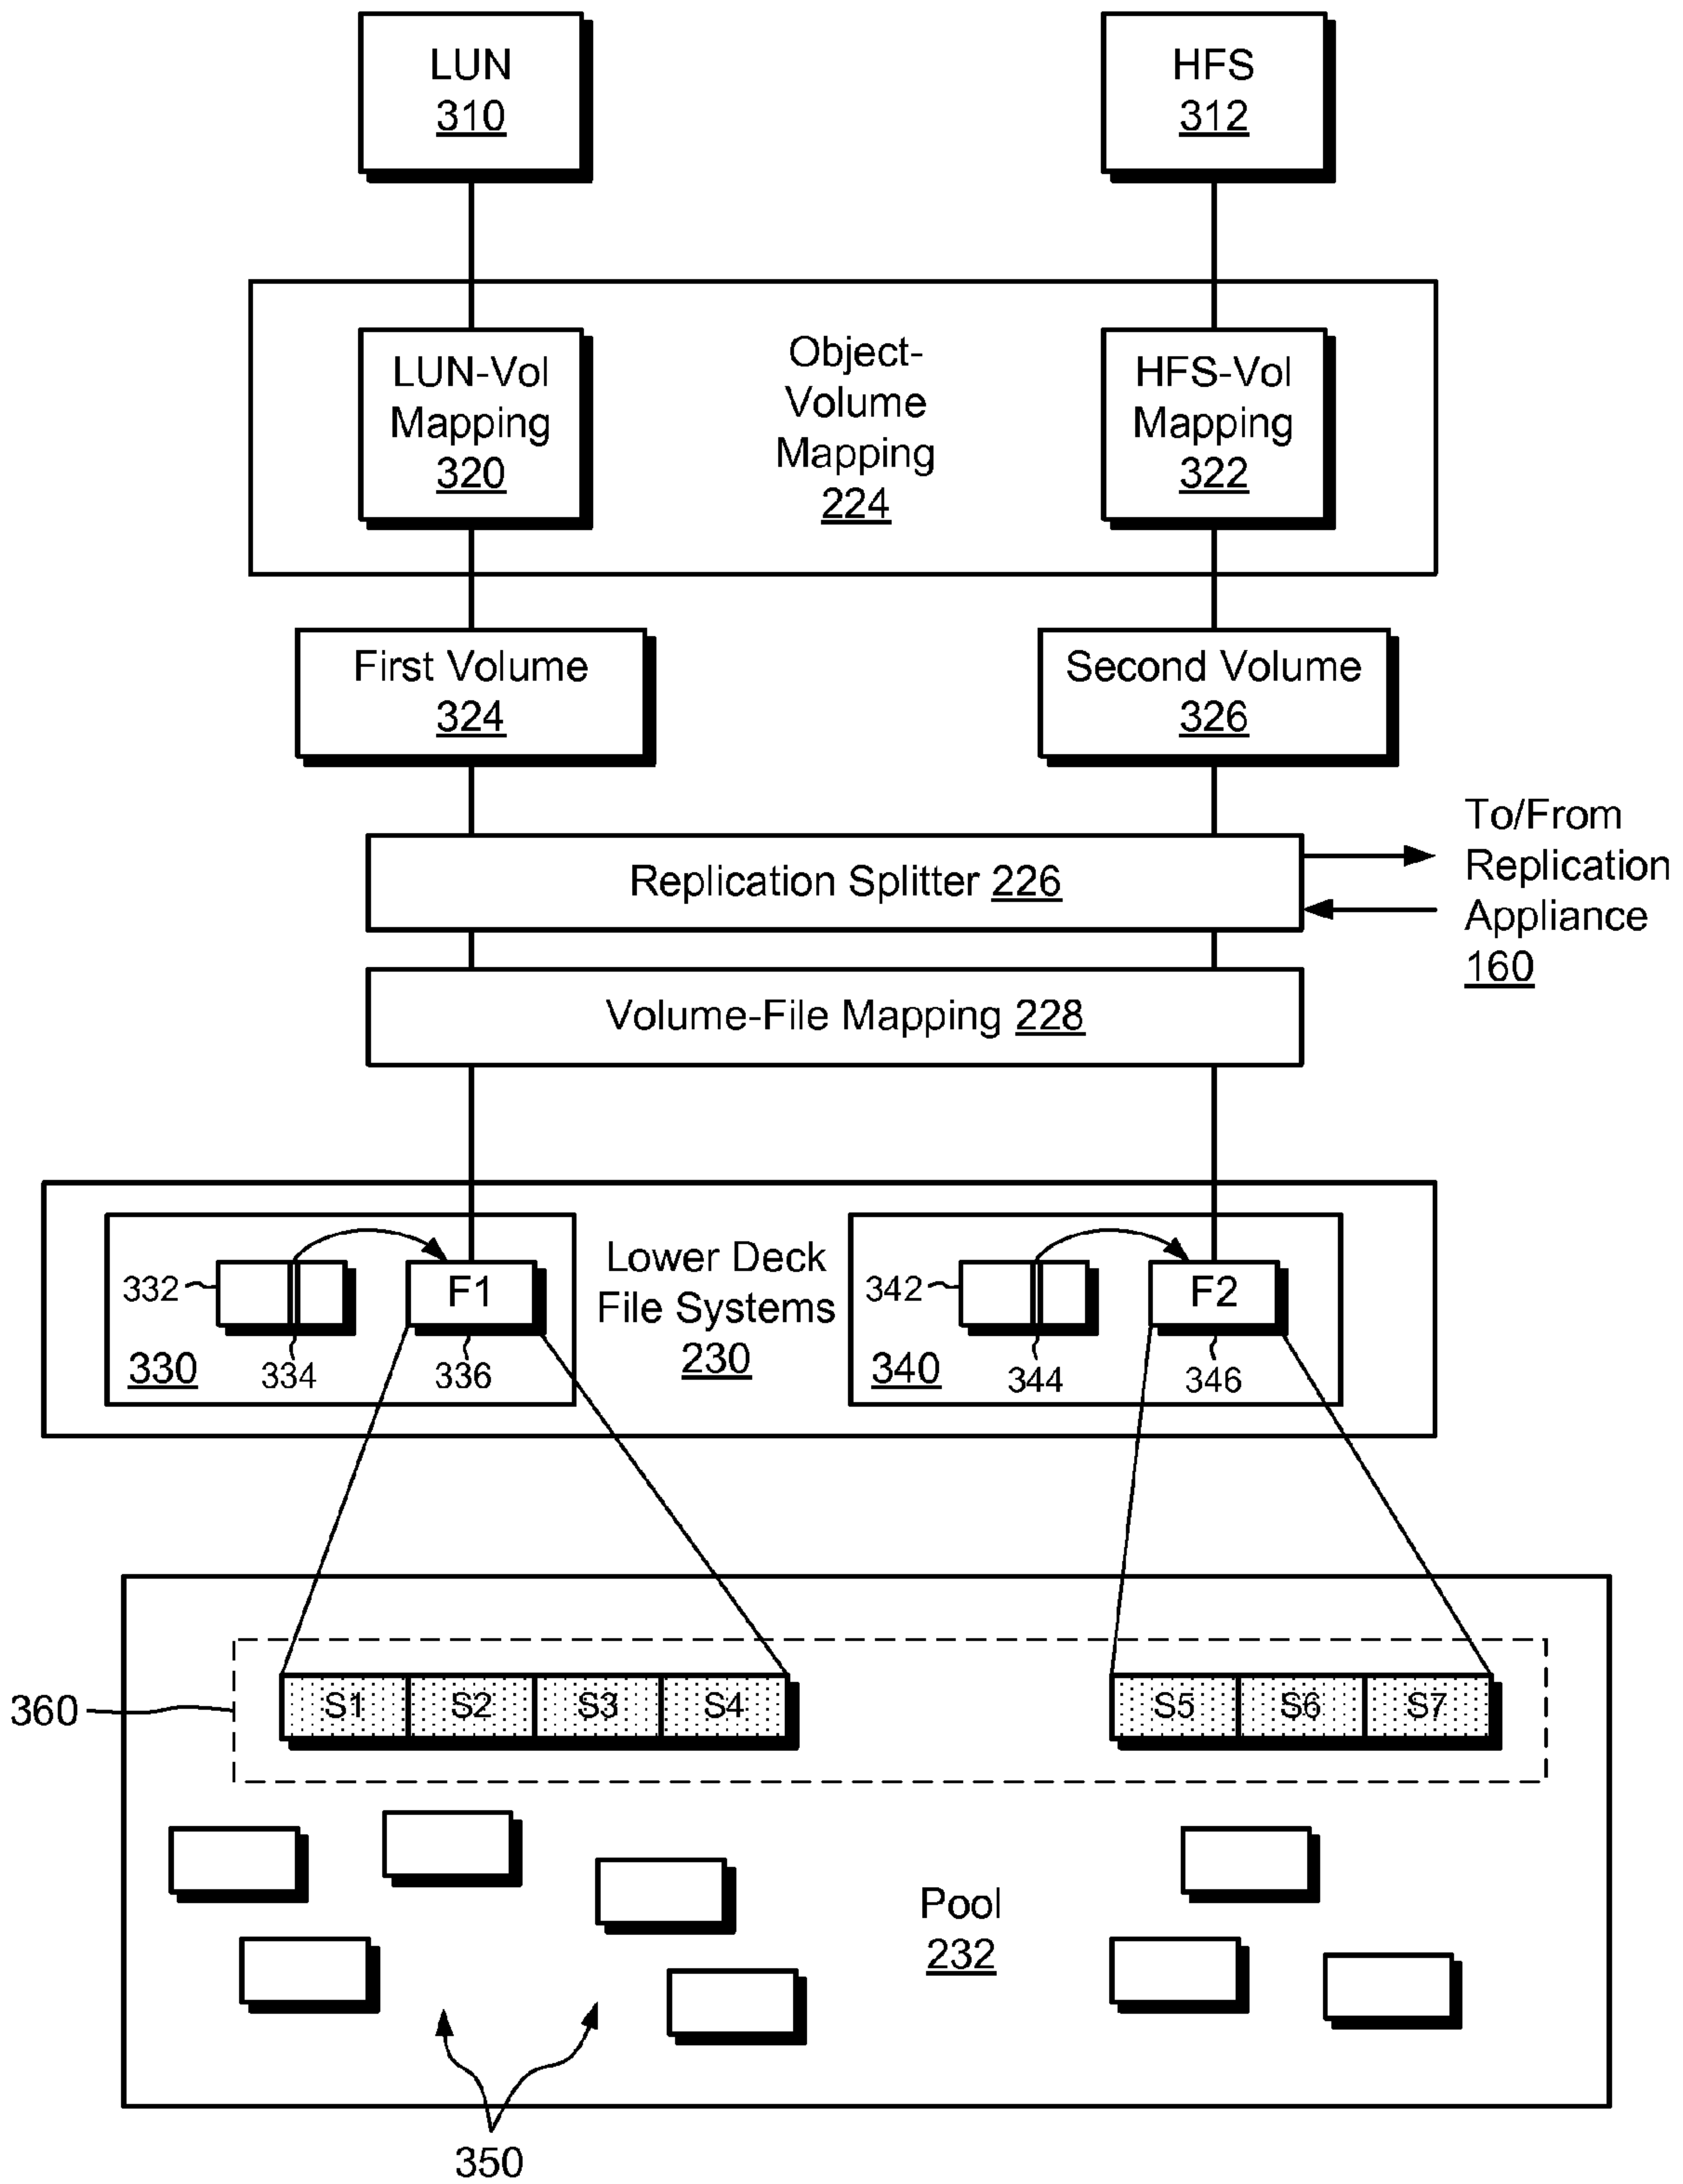 LUN
310
HFS
312
LUN-Vol
Mapping
320
Object-
Volume
Mapping
224
HFS-Vol
Mapping
322
First Volume
324
Second Volume
326
Replication Splitter 226
To/From
Replication
Appliance
160
Volume-File Mapping 228
332
F1
334
336
330
Lower Deck
File Systems
230
342
F2
344
346
340
360
S1 S2 S3 S4
S5 S6 S7
Pool
232
350